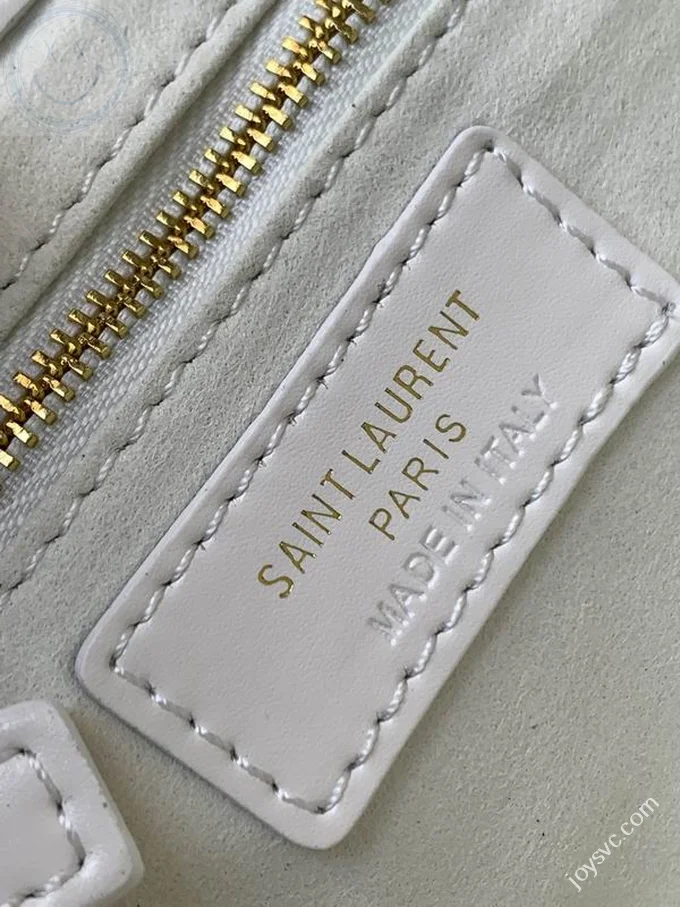 SAINT LAURENT
PARIS
MADE IN ITALY
joysvc.com